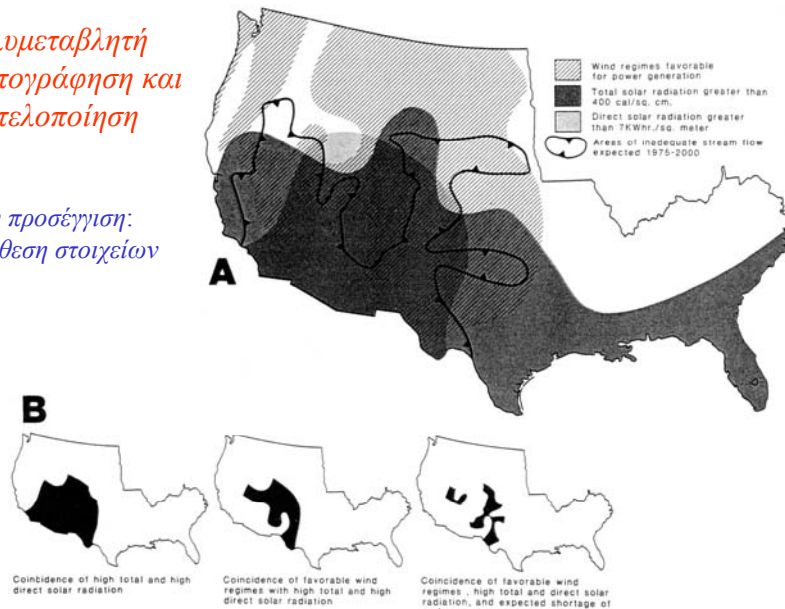 υμεταβλητή
τογράφηση και
τελοποίηση
προσέγγιση:
θεση στοιχείων
A
Wind regimes favorable
for power generation
Total solar radiation greater than
400 cal/sq. cm.
Direct solar radiation greater
than 7KWhr./sq. meter
Areas of inadequate stream flow
expected 1975-2000
B
Coincidence of high total and high
direct solar radiation
Coincidence of favorable wind
regimes with high total and high
direct solar radiation
Coincidence of favorable wind
regimes , high total and direct solar
radiation, and expected shortage of